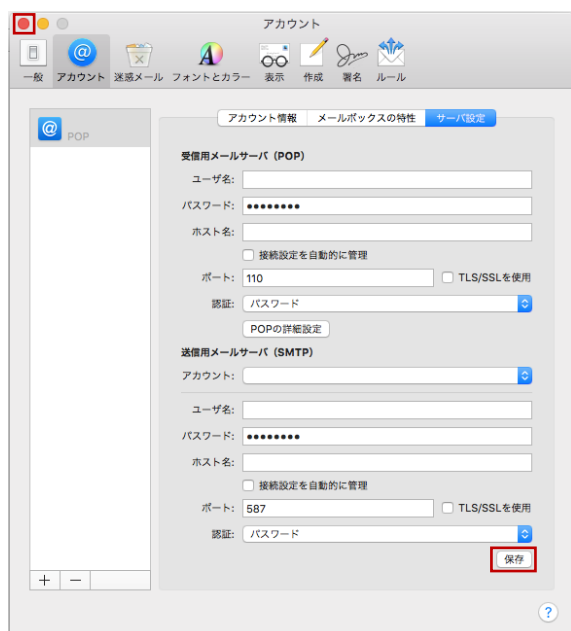 アカウント
一般 アカウント 迷惑メール フォントとカラー 表示 作成 署名 ルール
@ POP
アカウント情報 メールボックスの特性 サーバ設定
受信用メールサーバ（POP）
ユーザ名:
パスワード: ●●●●●●●●
ホスト名:
接続設定を自動的に管理
ポート: 110 TLS/SSLを使用
認証: パスワード
POPの詳細設定
送信用メールサーバ（SMTP）
アカウント:
ユーザ名:
パスワード: ●●●●●●●●
ホスト名:
接続設定を自動的に管理
ポート: 587 TLS/SSLを使用
認証: パスワード
保存
+ −
?